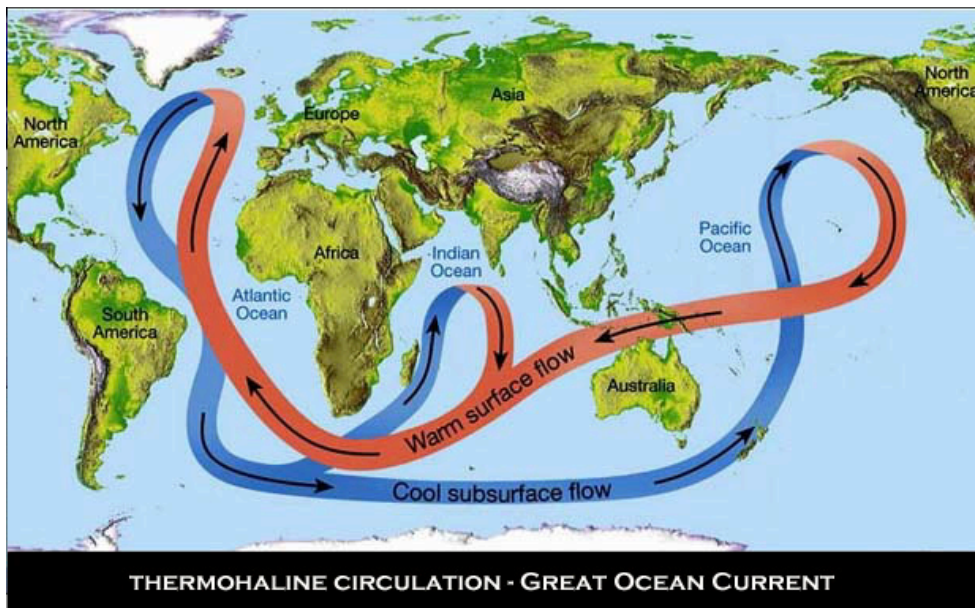 North
America
Europe
Asia
North
America
Africa
Indian
Ocean
Pacific
Ocean
Atlantic
Ocean
South
America
Australia
Warm surface flow
Cool subsurface flow
THERMOHALINE CIRCULATION - GREAT OCEAN CURRENT